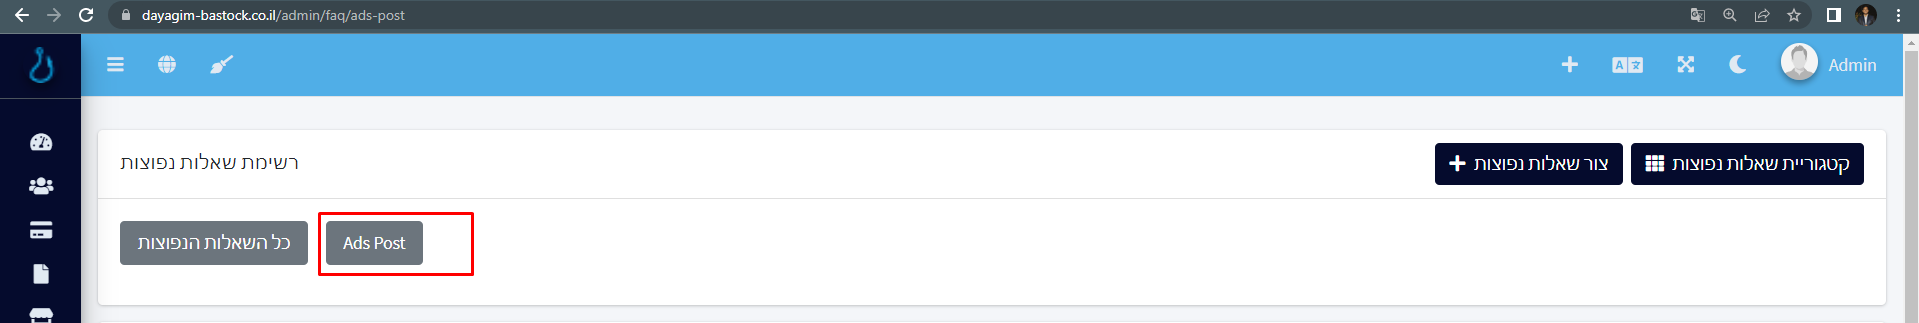 dayagim-bastock.co.il/admin/faq/ads-post
Admin
רשימת שאלות נפוצות
צור שאלות נפוצות
קטגוריית שאלות נפוצות
כל השאלות הנפוצות
Ads Post